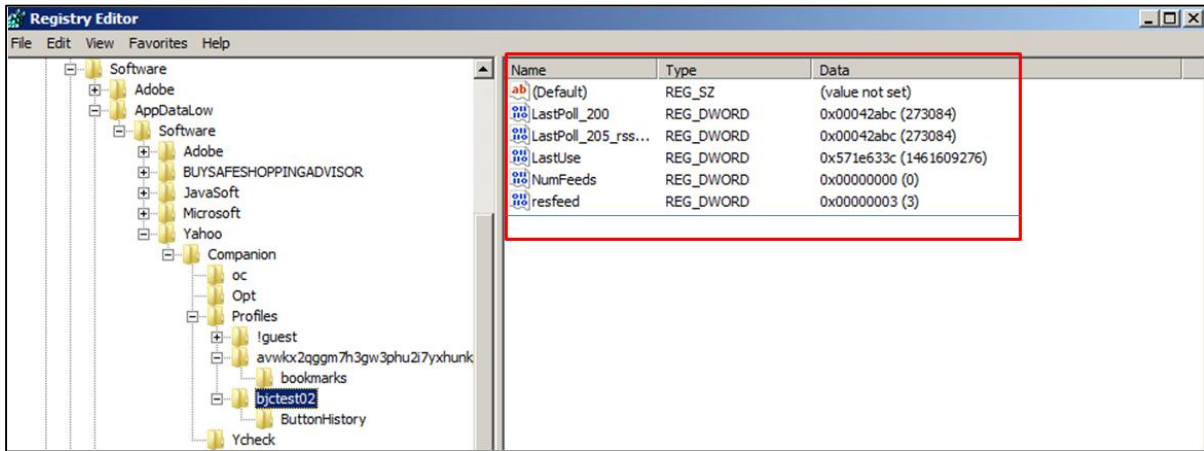 Registry Editor
File Edit View Favorites Help
Software
Adobe
AppDataLow
Software
Adobe
BUYSAFESHOPPINGADVISOR
JavaSoft
Microsoft
Yahoo
Companion
oc
Opt
Profiles
!guest
avwkx2qggm7h3gw3phu2i7yxhunk
bookmarks
bjctest02
ButtonHistory
Ycheck
Name Type Data
ab (Default) REG_SZ (value not set)
LastPoll_200 REG_DWORD 0x00042abc (273084)
LastPoll_205_rss... REG_DWORD 0x00042abc (273084)
LastUse REG_DWORD 0x571e633c (1461609276)
NumFeeds REG_DWORD 0x00000000 (0)
resfeed REG_DWORD 0x00000003 (3)